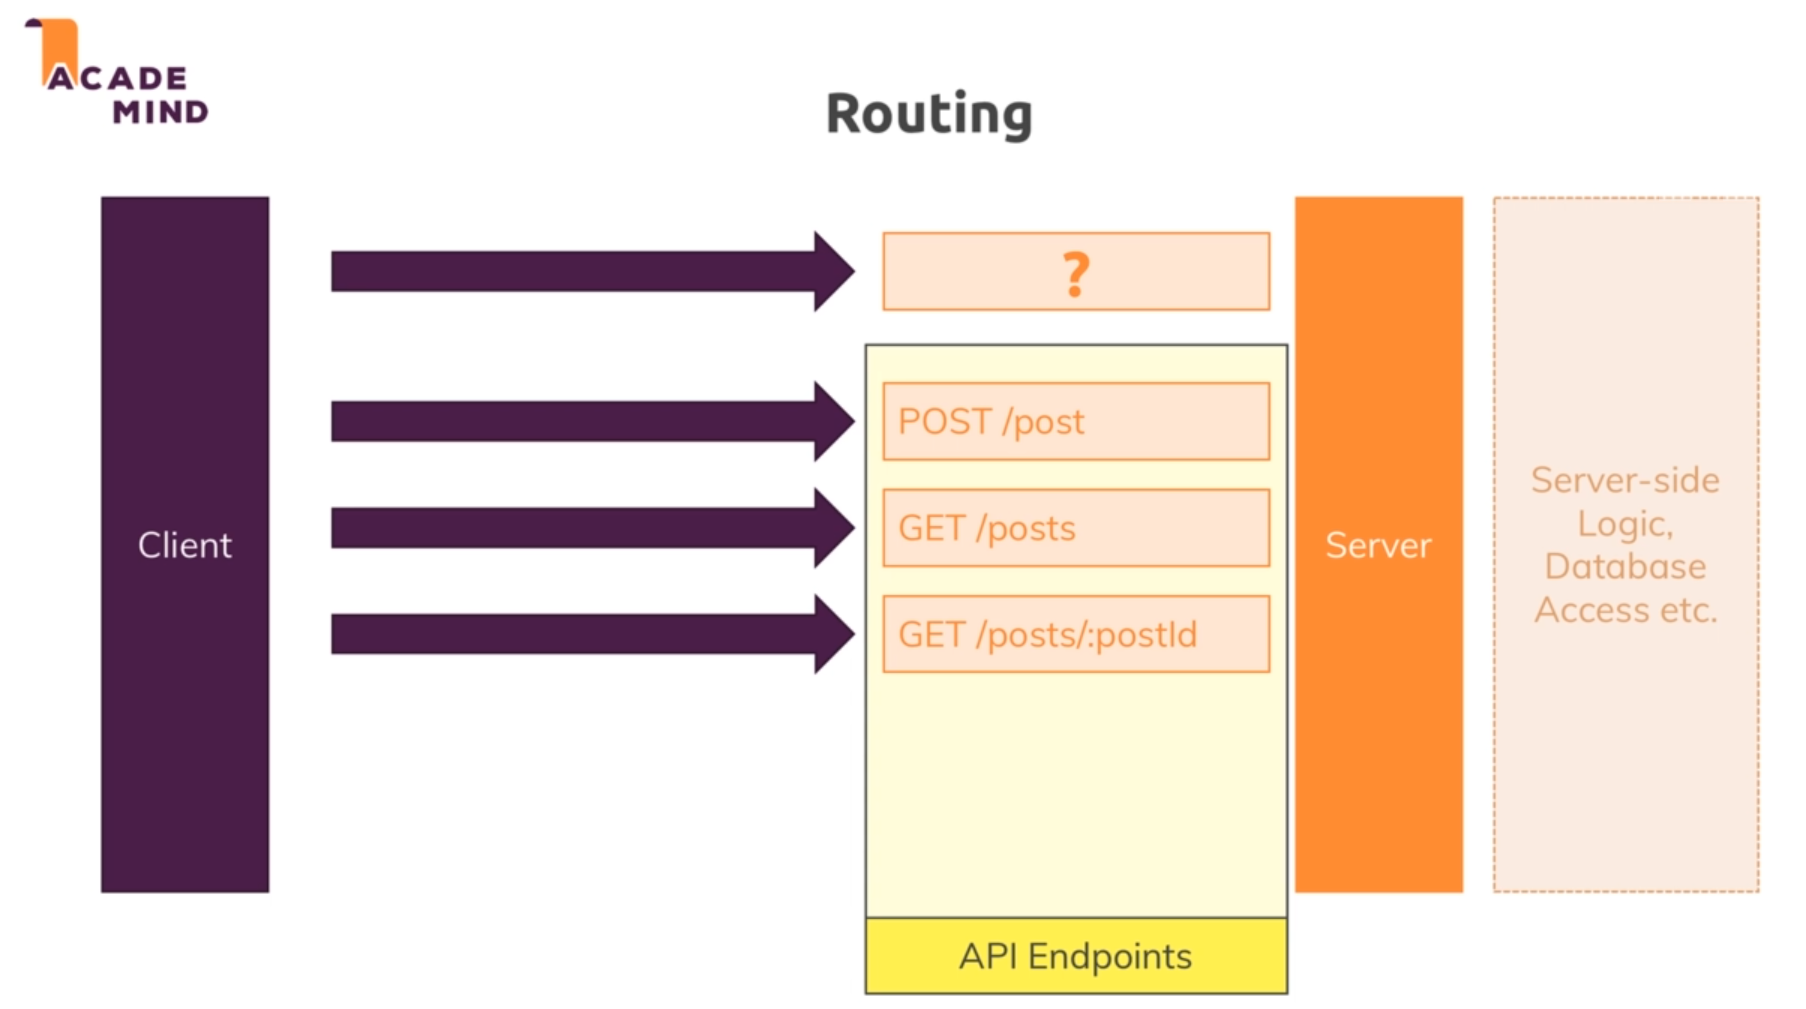 ACADE
MIND
Routing
Client
?
POST /post
GET /posts
GET /posts/:postId
API Endpoints
Server
Server-side
Logic,
Database
Access etc.